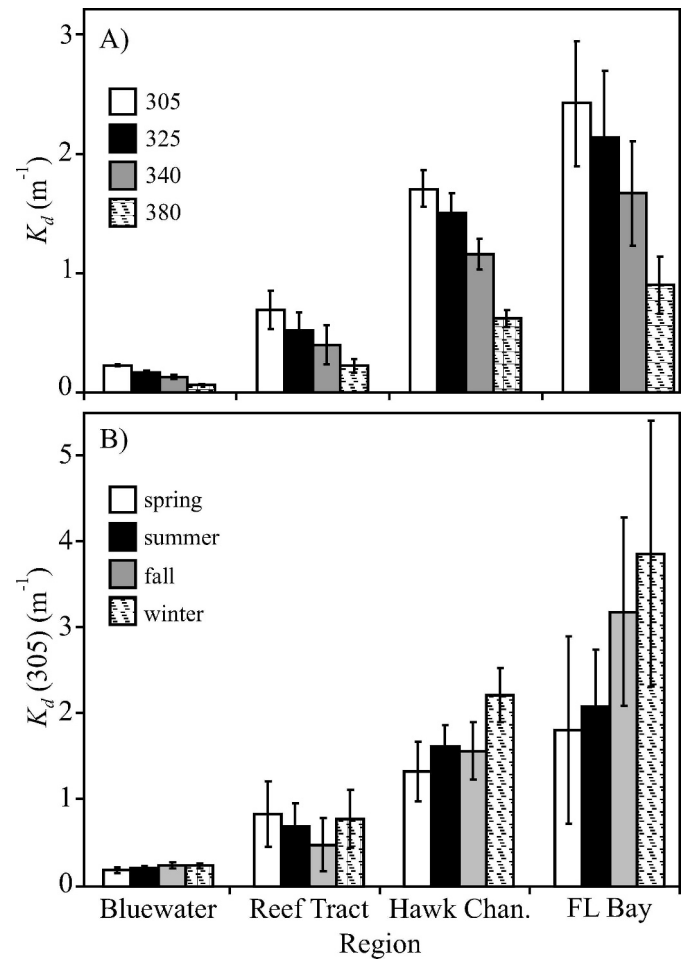 A)
305
325
340
380
3
2
1
0
K_d (m^-1)
B)
spring
summer
fall
winter
5
4
3
2
1
0
K_d (305) (m^-1)
Bluewater Reef Tract Hawk Chan. FL Bay
Region